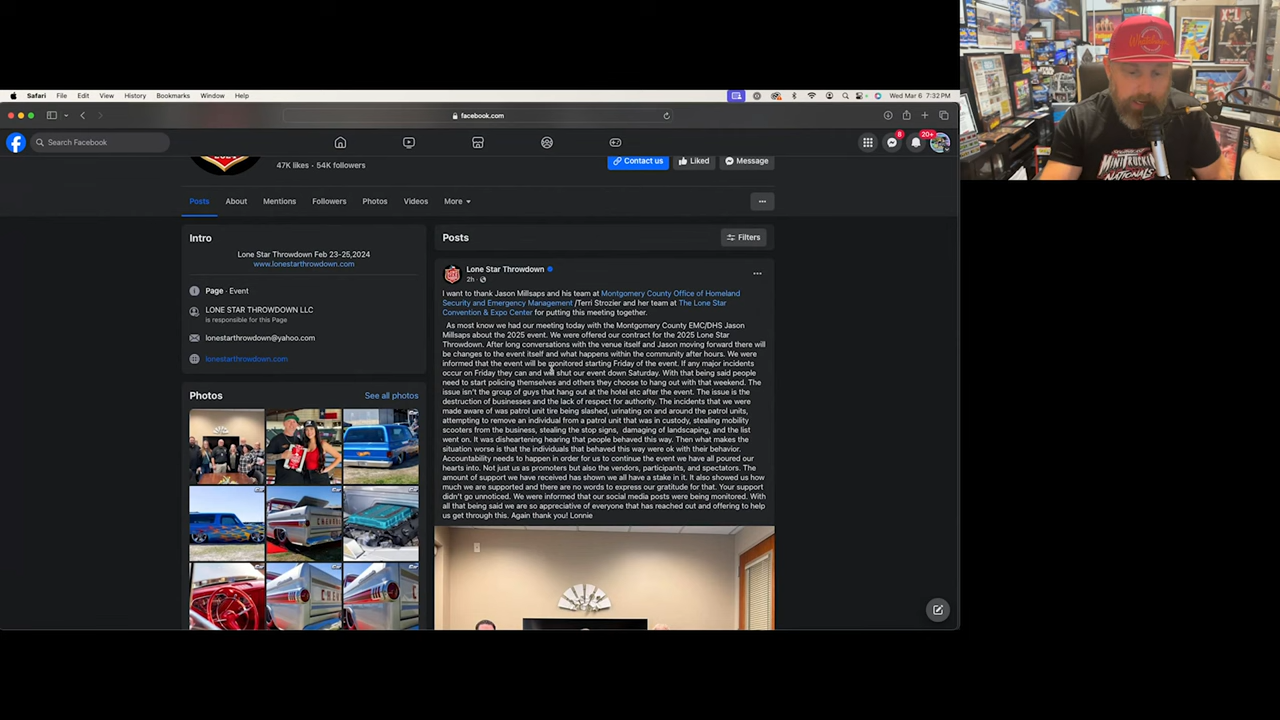 Safari File Edit View History Bookmarks Window Help
Wed Mar 6 7:32 PM
facebook.com
Search Facebook
8
20+
47K likes • 54K followers
Contact us
Liked
Message
Posts About Mentions Followers Photos Videos More
Intro
Lone Star Throwdown Feb 23-25,2024
www.lonestarthrowdown.com
Page · Event
LONE STAR THROWDOWN LLC
is responsible for this Page
lonestarthrowdown@yahoo.com
lonestarthrowdown.com
Photos
See all photos
Posts
Filters
Lone Star Throwdown
2h ·
I want to thank Jason Millsaps and his team at Montgomery County Office of Homeland
Security and Emergency Management /Terri Strozier and her team at The Lone Star
Convention & Expo Center for putting this meeting together.
As most know we had our meeting today with the Montgomery County EMC/DHS Jason
Millsaps about the 2025 event. We were offered our contract for the 2025 Lone Star
Throwdown. After long conversations with the venue itself and Jason moving forward there will
be changes to the event itself and what happens within the community after hours. We were
informed that the event will be monitored starting Friday of the event. If any major incidents
occur on Friday they can and will shut our event down Saturday. With that being said people
need to start policing themselves and others they choose to hang out with that weekend. The
issue isn't the group of guys that hang out at the hotel etc after the event. The issue is the
destruction of businesses and the lack of respect for authority. The incidents that we were
made aware of was patrol unit tire being slashed, urinating on and around the patrol units,
attempting to remove an individual from a patrol unit that was in custody, stealing mobility
scooters from the business, stealing the stop signs, damaging of landscaping, and the list
went on. It was disheartening hearing that people behaved this way. Then what makes the
situation worse is that the individuals that behaved this way were ok with their behavior.
Accountability needs to happen in order for us to continue the event we have all poured our
hearts into. Not just us as promoters but also the vendors, participants, and spectators. The
amount of support we have received has shown we all have a stake in it. It also showed us how
much we are supported and there are no words to express our gratitude for that. Your support
didn't go unnoticed. We were informed that our social media posts were being monitored. With
all that being said we are so appreciative of everyone that has reached out and offering to help
us get through this. Again thank you! Lonnie
MINITRUCKIN
NATIONALS